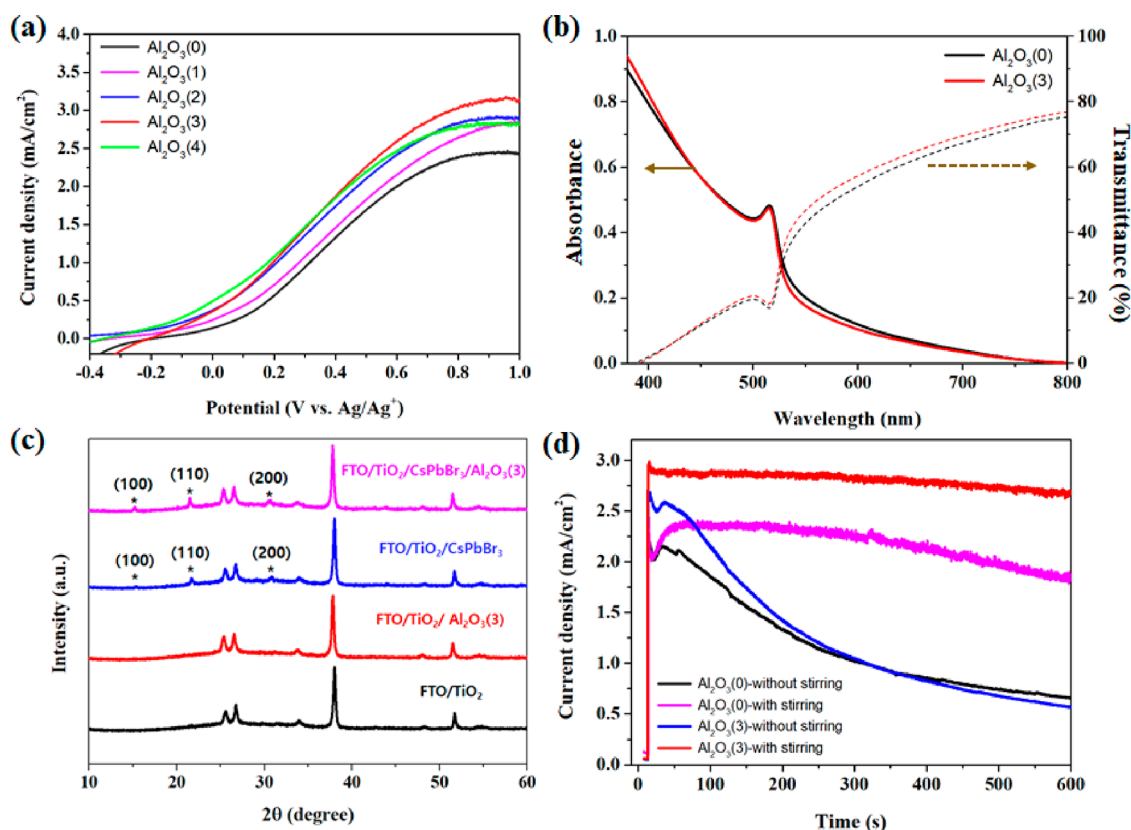 (a)
4.0
3.5
3.0
2.5
2.0
1.5
1.0
0.5
0.0
Current density (mA/cm²)
Al₂O₃(0)
Al₂O₃(1)
Al₂O₃(2)
Al₂O₃(3)
Al₂O₃(4)
-0.4 -0.2 0.0 0.2 0.4 0.6 0.8 1.0
Potential (V vs. Ag/Ag⁺)
(b)
1.0
0.8
0.6
0.4
0.2
0.0
Absorbance
Al₂O₃(0)
Al₂O₃(3)
100
80
60
40
20
0
Transmittance (%)
400 500 600 700 800
Wavelength (nm)
(c)
Intensity (a.u.)
FTO/TiO₂/CsPbBr₃/Al₂O₃(3)
(100) (110) (200)
* * *
FTO/TiO₂/CsPbBr₃
(100) (110) (200)
* * *
FTO/TiO₂/ Al₂O₃(3)
FTO/TiO₂
10 20 30 40 50 60
2θ (degree)
(d)
3.0
2.5
2.0
1.5
1.0
0.5
0.0
Current density (mA/cm²)
Al₂O₃(0)-without stirring
Al₂O₃(0)-with stirring
Al₂O₃(3)-without stirring
Al₂O₃(3)-with stirring
0 100 200 300 400 500 600
Time (s)